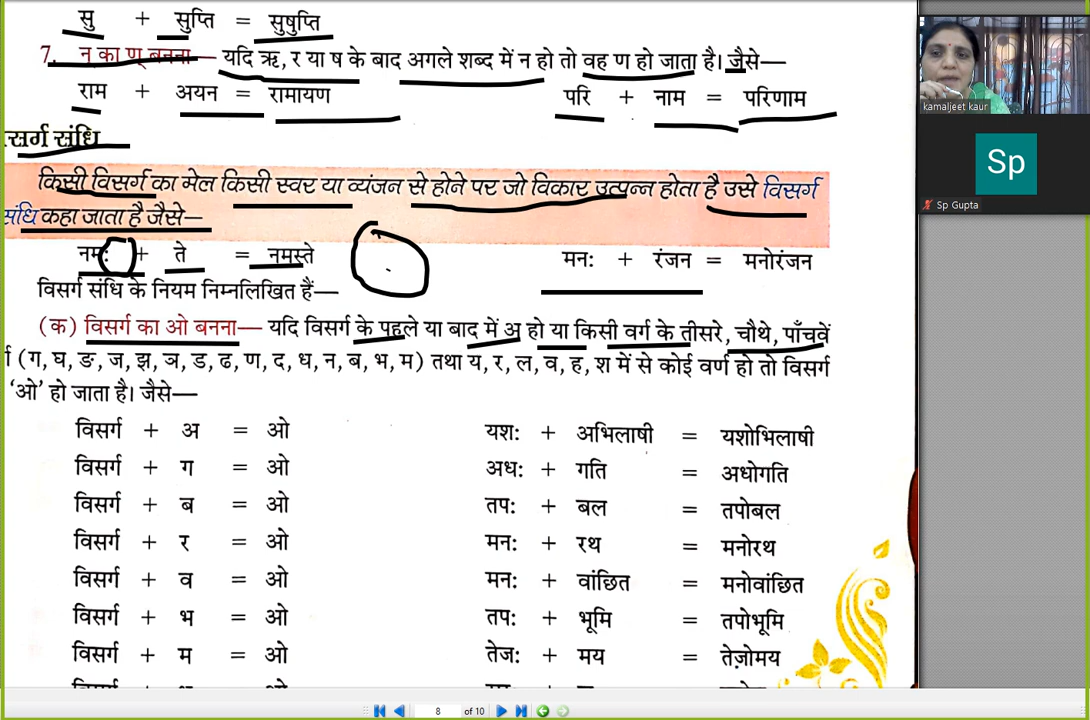 सु + सुप्ति = सुषुप्ति
7. न का ण् बनना— यदि ऋ, र या ष के बाद अगले शब्द में न हो तो वह ण हो जाता है। जैसे—
राम + अयन = रामायण परि + नाम = परिणाम
सर्ग संधि
किसी विसर्ग का मेल किसी स्वर या व्यंजन से होने पर जो विकार उत्पन्न होता है उसे विसर्ग
संधि कहा जाता है जैसे—
नम: + ते = नमस्ते मन: + रंजन = मनोरंजन
विसर्ग संधि के नियम निम्नलिखित हैं—
(क) विसर्ग का ओ बनना— यदि विसर्ग के पहले या बाद में अ हो या किसी वर्ग के तीसरे, चौथे, पाँचवें
(ग, घ, ङ, ज, झ, ञ, ड, ढ, ण, द, ध, न, ब, भ, म) तथा य, र, ल, व, ह, श में से कोई वर्ण हो तो विसर्ग
‘ओ’ हो जाता है। जैसे—
विसर्ग + अ = ओ यश: + अभिलाषी = यशोभिलाषी
विसर्ग + ग = ओ अध: + गति = अधोगति
विसर्ग + ब = ओ तप: + बल = तपोबल
विसर्ग + र = ओ मन: + रथ = मनोरथ
विसर्ग + व = ओ मन: + वांछित = मनोवांछित
विसर्ग + भ = ओ तप: + भूमि = तपोभूमि
विसर्ग + म = ओ तेज: + मय = तेज़ोमय
8 of 10
kamaljeet kaur
Sp
Sp Gupta